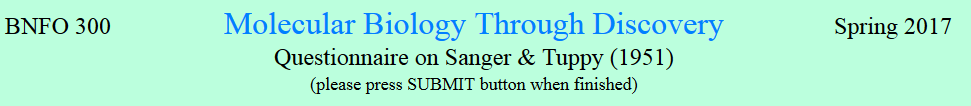 BNFO 300 Molecular Biology Through Discovery Spring 2017
Questionnaire on Sanger & Tuppy (1951)
(please press SUBMIT button when finished)